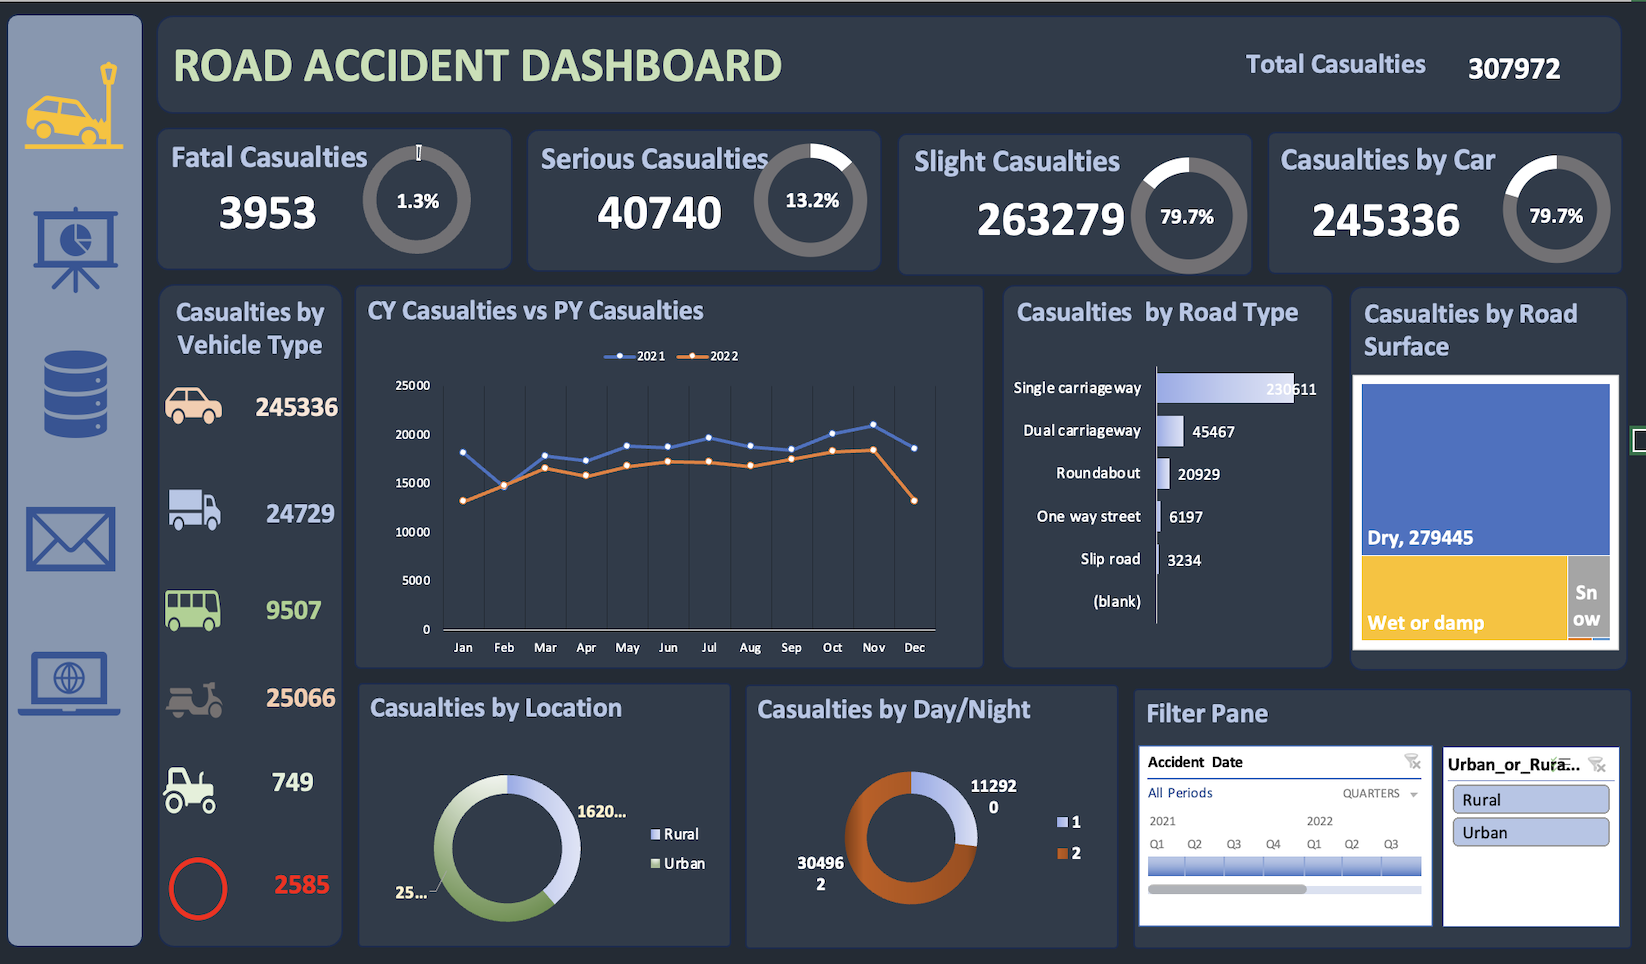 ROAD ACCIDENT DASHBOARD
Total Casualties 307972
Fatal Casualties
3953
1.3%
Serious Casualties
40740
13.2%
Slight Casualties
263279
79.7%
Casualties by Car
245336
79.7%
Casualties by
Vehicle Type
245336
24729
9507
25066
749
2585
CY Casualties vs PY Casualties
2021 2022
25000
20000
15000
10000
5000
0
Jan Feb Mar Apr May Jun Jul Aug Sep Oct Nov Dec
Casualties by Road Type
Single carriageway 230611
Dual carriageway 45467
Roundabout 20929
One way street 6197
Slip road 3234
(blank)
Casualties by Road
Surface
Dry, 279445
Wet or damp
Sn
ow
Casualties by Location
1620...
25...
Rural
Urban
Casualties by Day/Night
11292
0
30496
2
1
2
Filter Pane
Accident Date
All Periods QUARTERS
2021 2022
Q1 Q2 Q3 Q4 Q1 Q2 Q3
Urban_or_Rura...
Rural
Urban